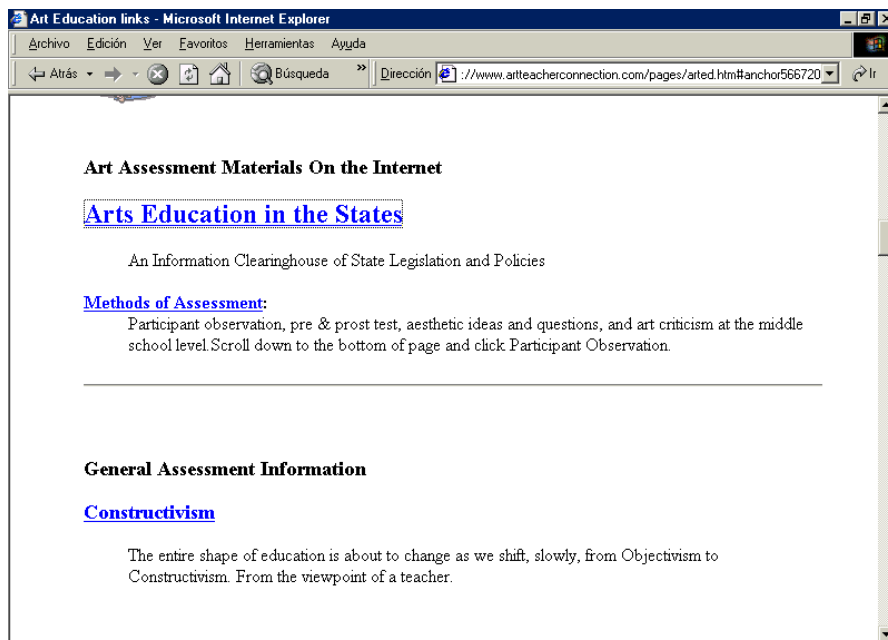 Art Education links - Microsoft Internet Explorer
Archivo Edición Ver Favoritos Herramientas Ayuda
Atrás Búsqueda » Dirección ://www.artteacherconnection.com/pages/arted.htm#anchor566720 Ir
Art Assessment Materials On the Internet
Arts Education in the States
An Information Clearinghouse of State Legislation and Policies
Methods of Assessment:
Participant observation, pre & prost test, aesthetic ideas and questions, and art criticism at the middle
school level.Scroll down to the bottom of page and click Participant Observation.
General Assessment Information
Constructivism
The entire shape of education is about to change as we shift, slowly, from Objectivism to
Constructivism. From the viewpoint of a teacher.